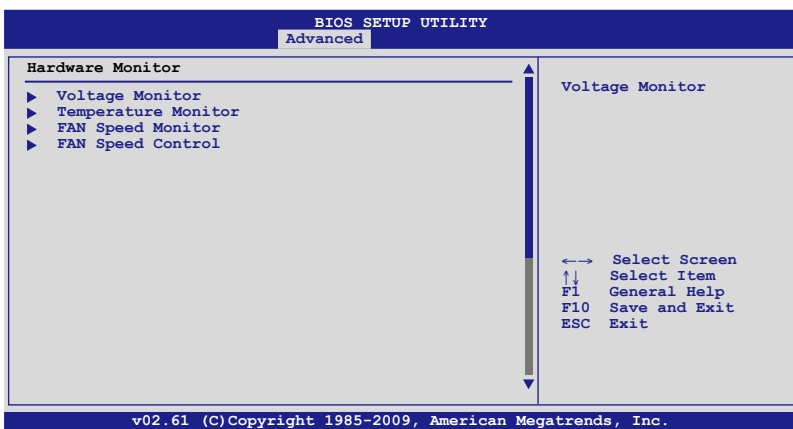 BIOS SETUP UTILITY
Advanced
Hardware Monitor
Voltage Monitor
Temperature Monitor
FAN Speed Monitor
FAN Speed Control
Voltage Monitor
←→ Select Screen
↑↓ Select Item
F1 General Help
F10 Save and Exit
ESC Exit
v02.61 (C)Copyright 1985-2009, American Megatrends, Inc.